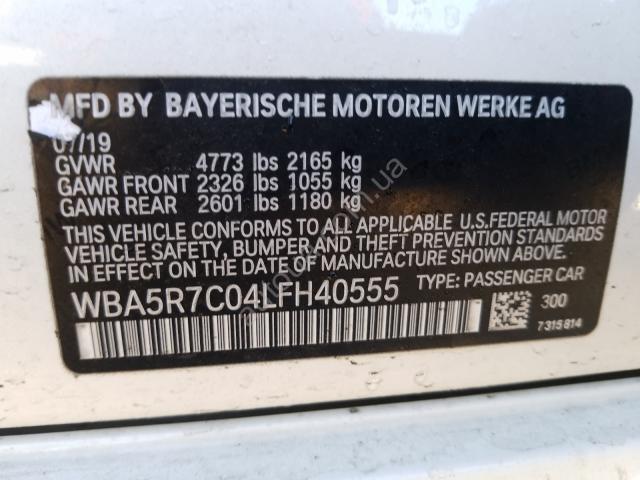 MFD BY BAYERISCHE MOTOREN WERKE AG
07/19
GVWR 4773 lbs 2165 kg
GAWR FRONT 2326 lbs 1055 kg
GAWR REAR 2601 lbs 1180 kg
THIS VEHICLE CONFORMS TO ALL APPLICABLE U.S.FEDERAL MOTOR
VEHICLE SAFETY, BUMPER AND THEFT PREVENTION STANDARDS
IN EFFECT ON THE DATE OF MANUFACTURE SHOWN ABOVE.
WBA5R7C04LFH40555 TYPE: PASSENGER CAR
300
7315814